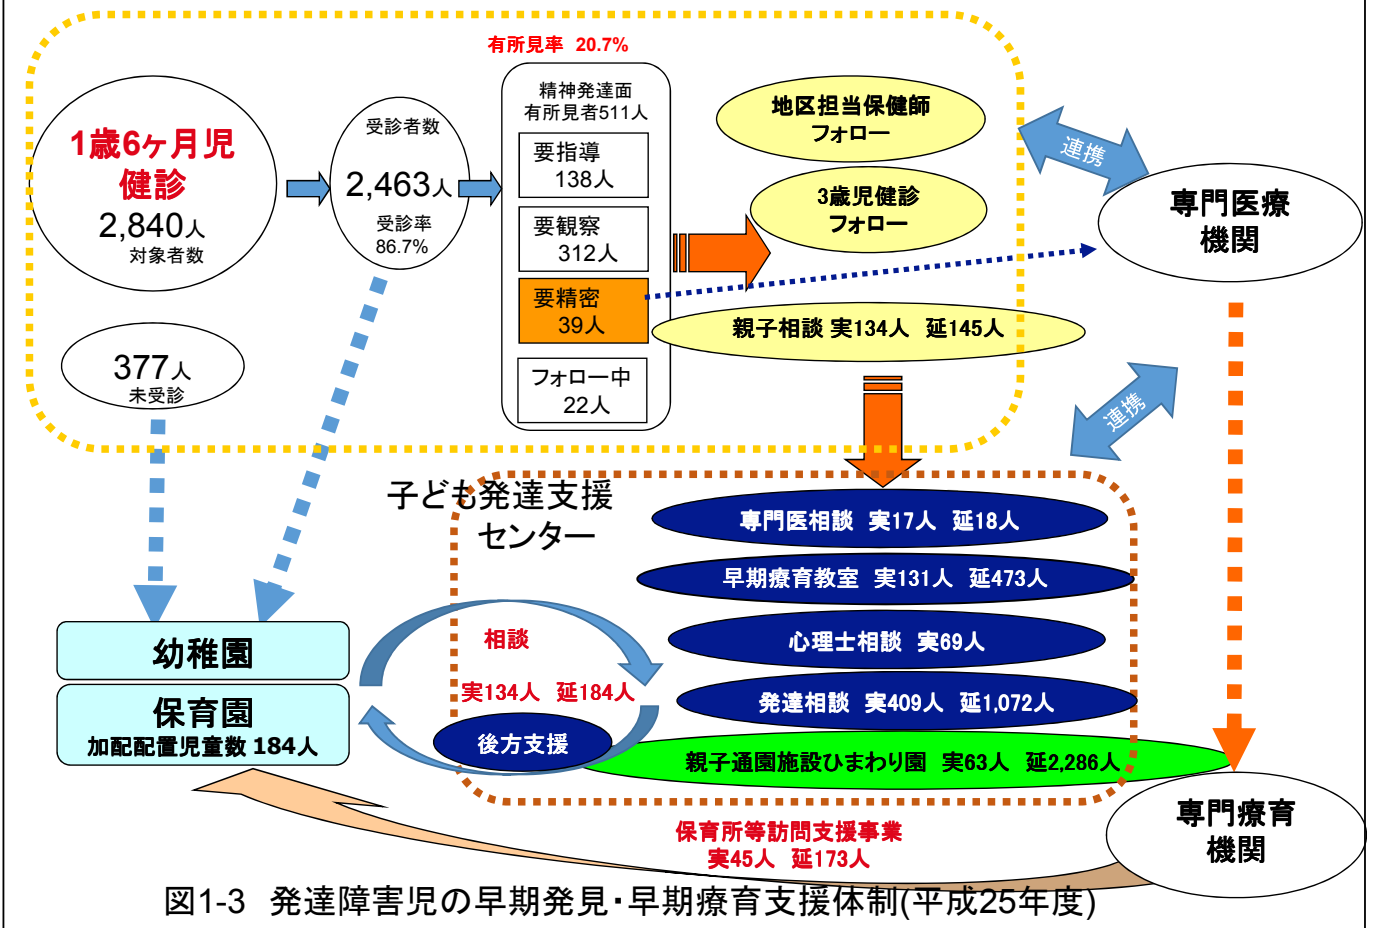 有所見率 20.7%
1歳6ヶ月児
健診
2,840人
対象者数
受診者数
2,463人
受診率
86.7%
精神発達面
有所見者511人
要指導
138人
要観察
312人
要精密
39人
フォロー中
22人
地区担当保健師
フォロー
3歳児健診
フォロー
親子相談 実134人 延145人
連携
専門医療
機関
377人
未受診
連携
子ども発達支援
センター
専門医相談 実17人 延18人
早期療育教室 実131人 延473人
心理士相談 実69人
発達相談 実409人 延1,072人
親子通園施設ひまわり園 実63人 延2,286人
幼稚園
保育園
加配配置児童数 184人
相談
実134人 延184人
後方支援
専門療育
機関
保育所等訪問支援事業
実45人 延173人
図1-3 発達障害児の早期発見・早期療育支援体制(平成25年度)